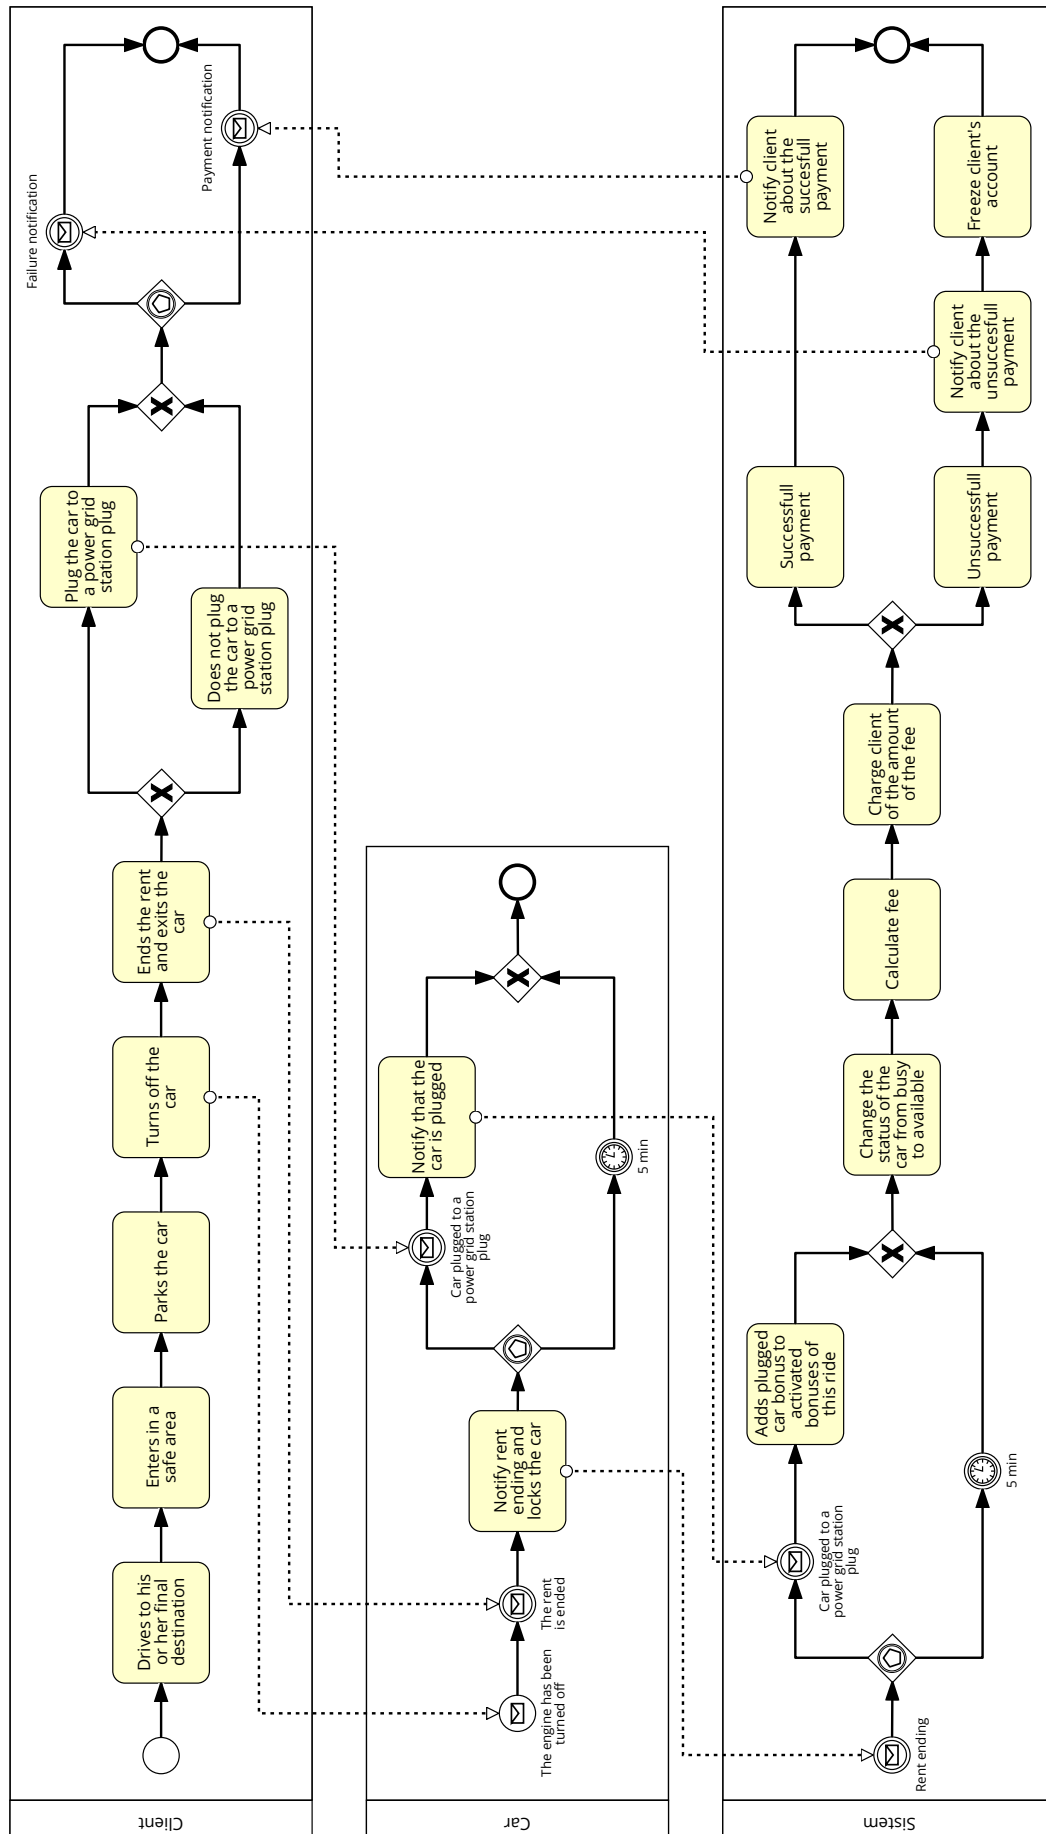 Client
Drives to his
or her final
destination
Enters in a
safe area
Parks the car
Turns off the
car
Ends the rent
and exits the
car
Plug the car to
a power grid
station plug
Does not plug
the car to a
power grid
station plug
Failure notification
Payment notification
Car
The engine has been
turned off
The rent
is ended
Notify rent
ending and
locks the car
Car plugged to a
power grid station
plug
Notify that the
car is plugged
5 min
Sistem
Rent ending
Car plugged to a
power grid station
plug
Adds plugged
car bonus to
activated
bonuses of
this ride
5 min
Change the
status of the
car from busy
to available
Calculate fee
Charge client
of the amount
of the fee
Successfull
payment
Notify client
about the
succesfull
payment
Unsuccessfull
payment
Notify client
about the
unsuccesfull
payment
Freeze client's
account